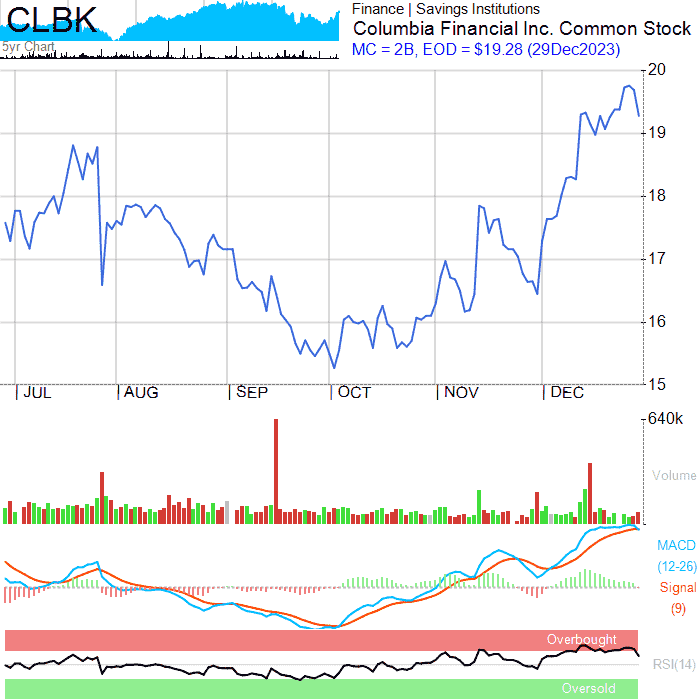 CLBK
5yr Chart
Finance | Savings Institutions
Columbia Financial Inc. Common Stock
MC = 2B, EOD = $19.28 (29Dec2023)
20
19
18
17
16
15
JUL AUG SEP OCT NOV DEC
640k
Volume
MACD
(12-26)
Signal
(9)
Overbought
RSI(14)
Oversold